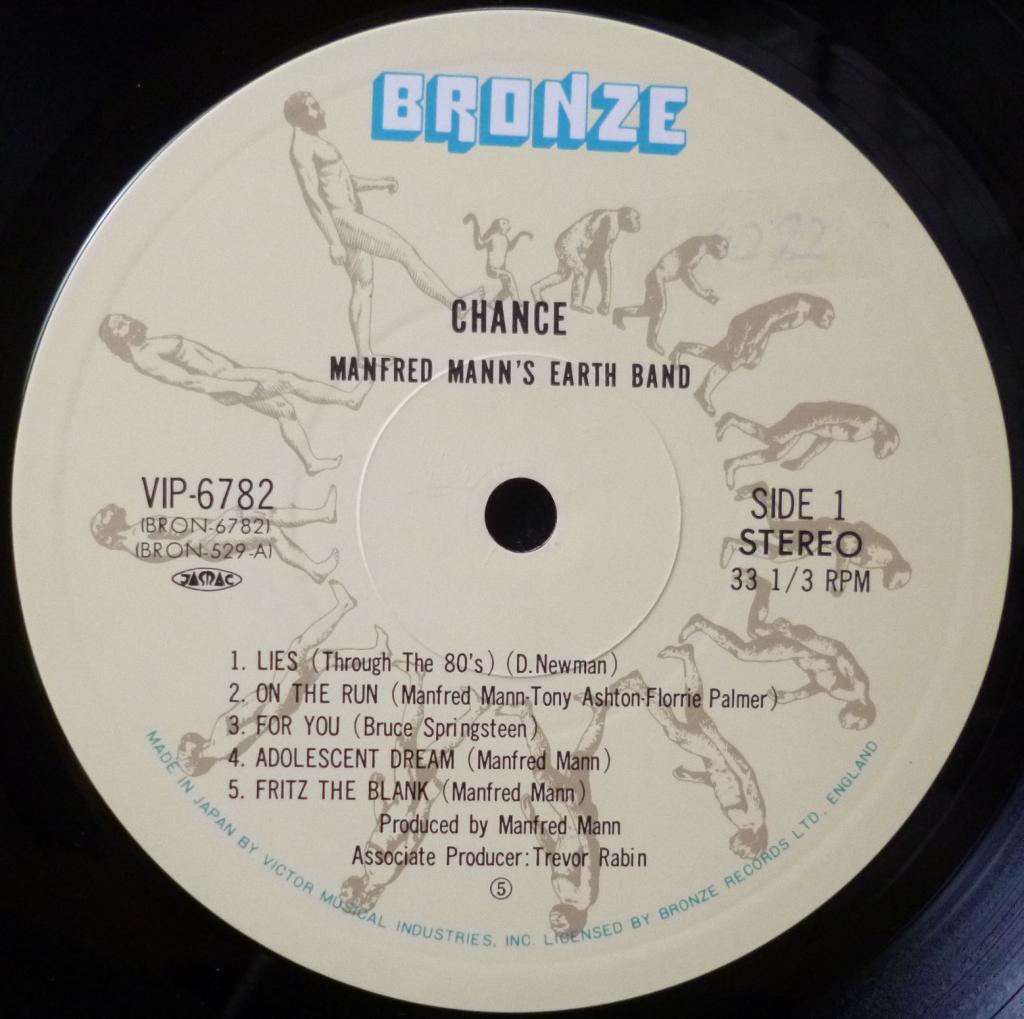 BRONZE
CHANCE
MANFRED MANN'S EARTH BAND
VIP-6782
(BRON-6782)
(BRON-529-A)
JASRAC
SIDE 1
STEREO
33 1/3 RPM
1. LIES (Through The 80's) (D.Newman)
2. ON THE RUN (Manfred Mann-Tony Ashton-Florrie Palmer)
3. FOR YOU (Bruce Springsteen)
4. ADOLESCENT DREAM (Manfred Mann)
5. FRITZ THE BLANK (Manfred Mann)
Produced by Manfred Mann
Associate Producer:Trevor Rabin
⑤
MADE IN JAPAN BY VICTOR MUSICAL INDUSTRIES, INC. LICENSED BY BRONZE RECORDS LTD., ENGLAND